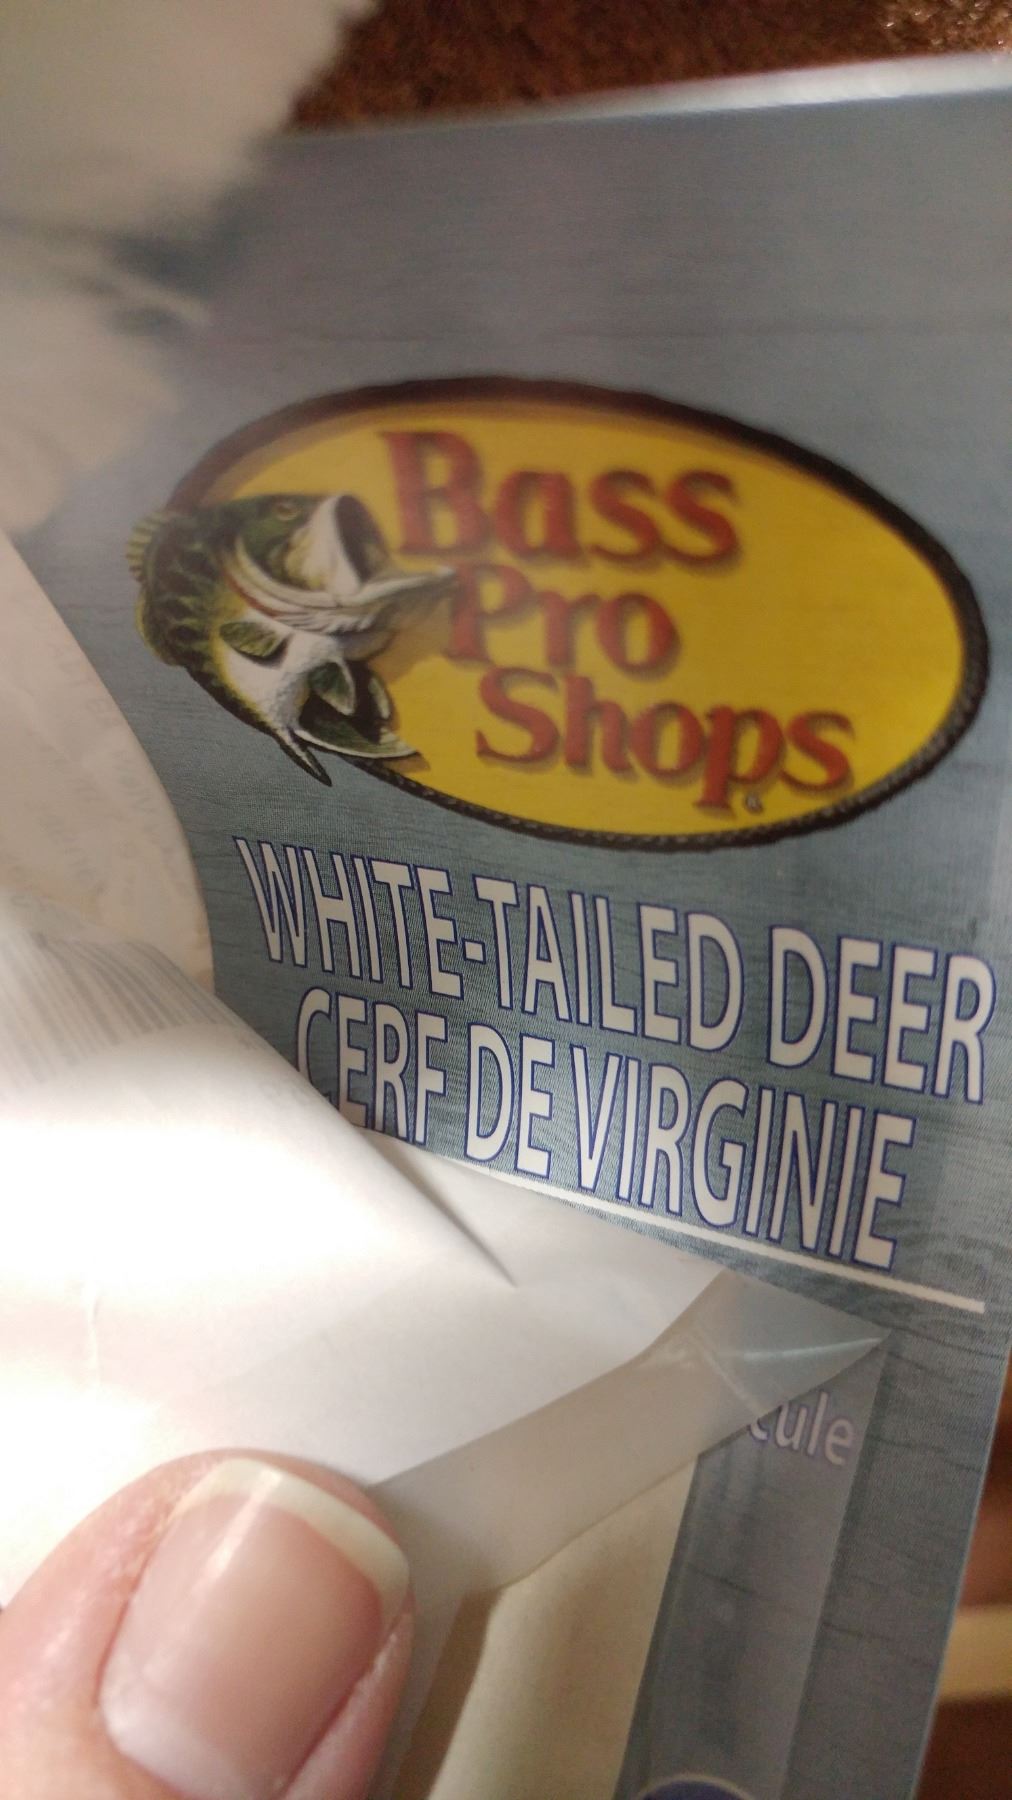 Bass
Pro
Shops
WHITE-TAILED DEER
CERF DE VIRGINIE